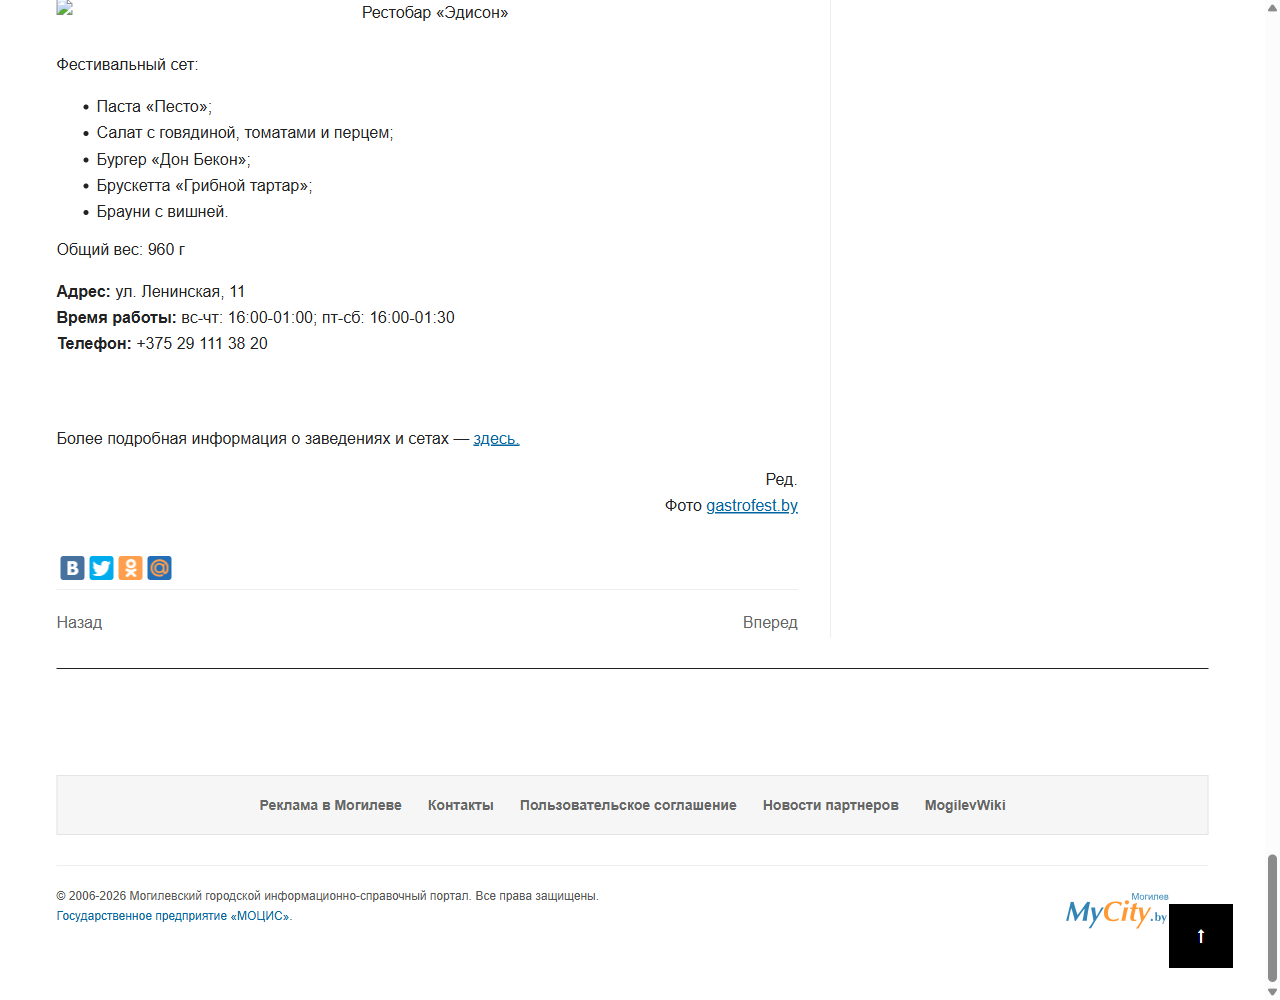 Рестобар «Эдисон»
Фестивальный сет:
Паста «Песто»;
Салат с говядиной, томатами и перцем;
Бургер «Дон Бекон»;
Брускетта «Грибной тартар»;
Брауни с вишней.
Общий вес: 960 г
Адрес: ул. Ленинская, 11
Время работы: вс-чт: 16:00-01:00; пт-сб: 16:00-01:30
Телефон: +375 29 111 38 20
Более подробная информация о заведениях и сетах — здесь.
Ред.
Фото gastrofest.by
Назад Вперед
Реклама в Могилеве Контакты Пользовательское соглашение Новости партнеров MogilevWiki
© 2006-2026 Могилевский городской информационно-справочный портал. Все права защищены.
Государственное предприятие «МОЦИС».
Могилев
MyCity.by